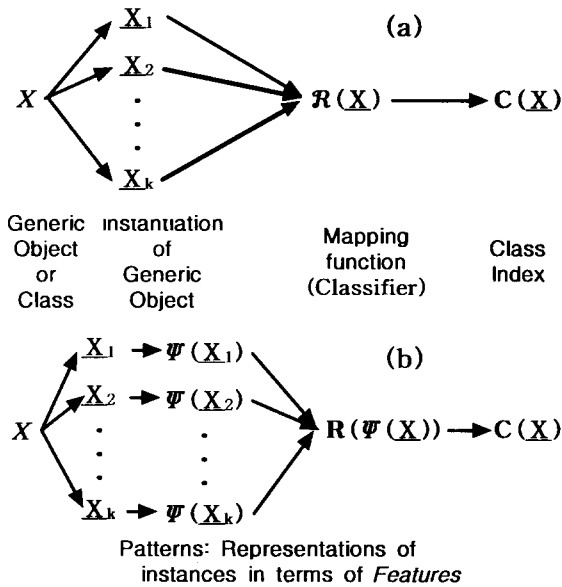 X₁ (a)
X X₂ ℛ(X) C(X)
Xₖ
Generic Instantiation
Object of Mapping Class
or Generic function Index
Class Object (Classifier)
X₁ Ψ(X₁) (b)
X X₂ Ψ(X₂) R(Ψ(X)) C(X)
Xₖ Ψ(Xₖ)
Patterns: Representations of
instances in terms of Features